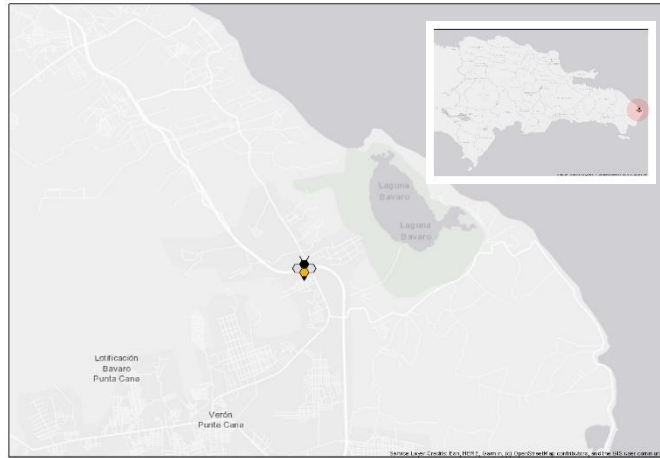 Laguna
Bavaro
Laguna
Bavaro
Lotificación
Bavaro
Punta Cana
Verón
Punta Cana
Service Layer Credits: Esri, HERE, Garmin, (c) OpenStreetMap contributors, and the GIS user commun